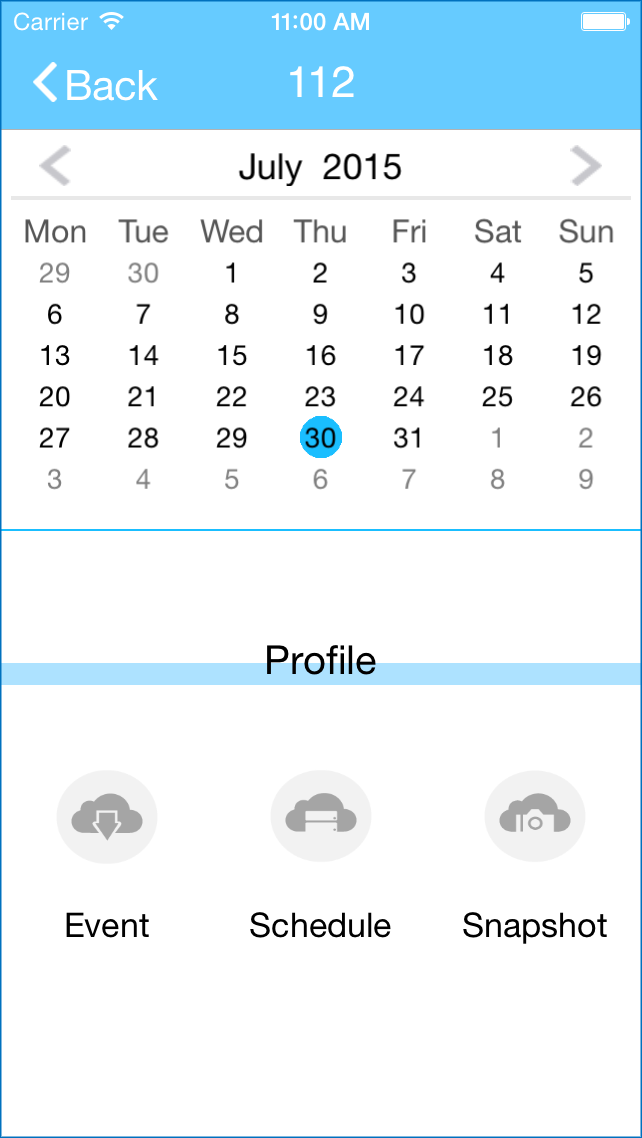 Carrier 11:00 AM
Back 112
July 2015
Mon Tue Wed Thu Fri Sat Sun
29 30 1 2 3 4 5
6 7 8 9 10 11 12
13 14 15 16 17 18 19
20 21 22 23 24 25 26
27 28 29 30 31 1 2
3 4 5 6 7 8 9
Profile
Event Schedule Snapshot